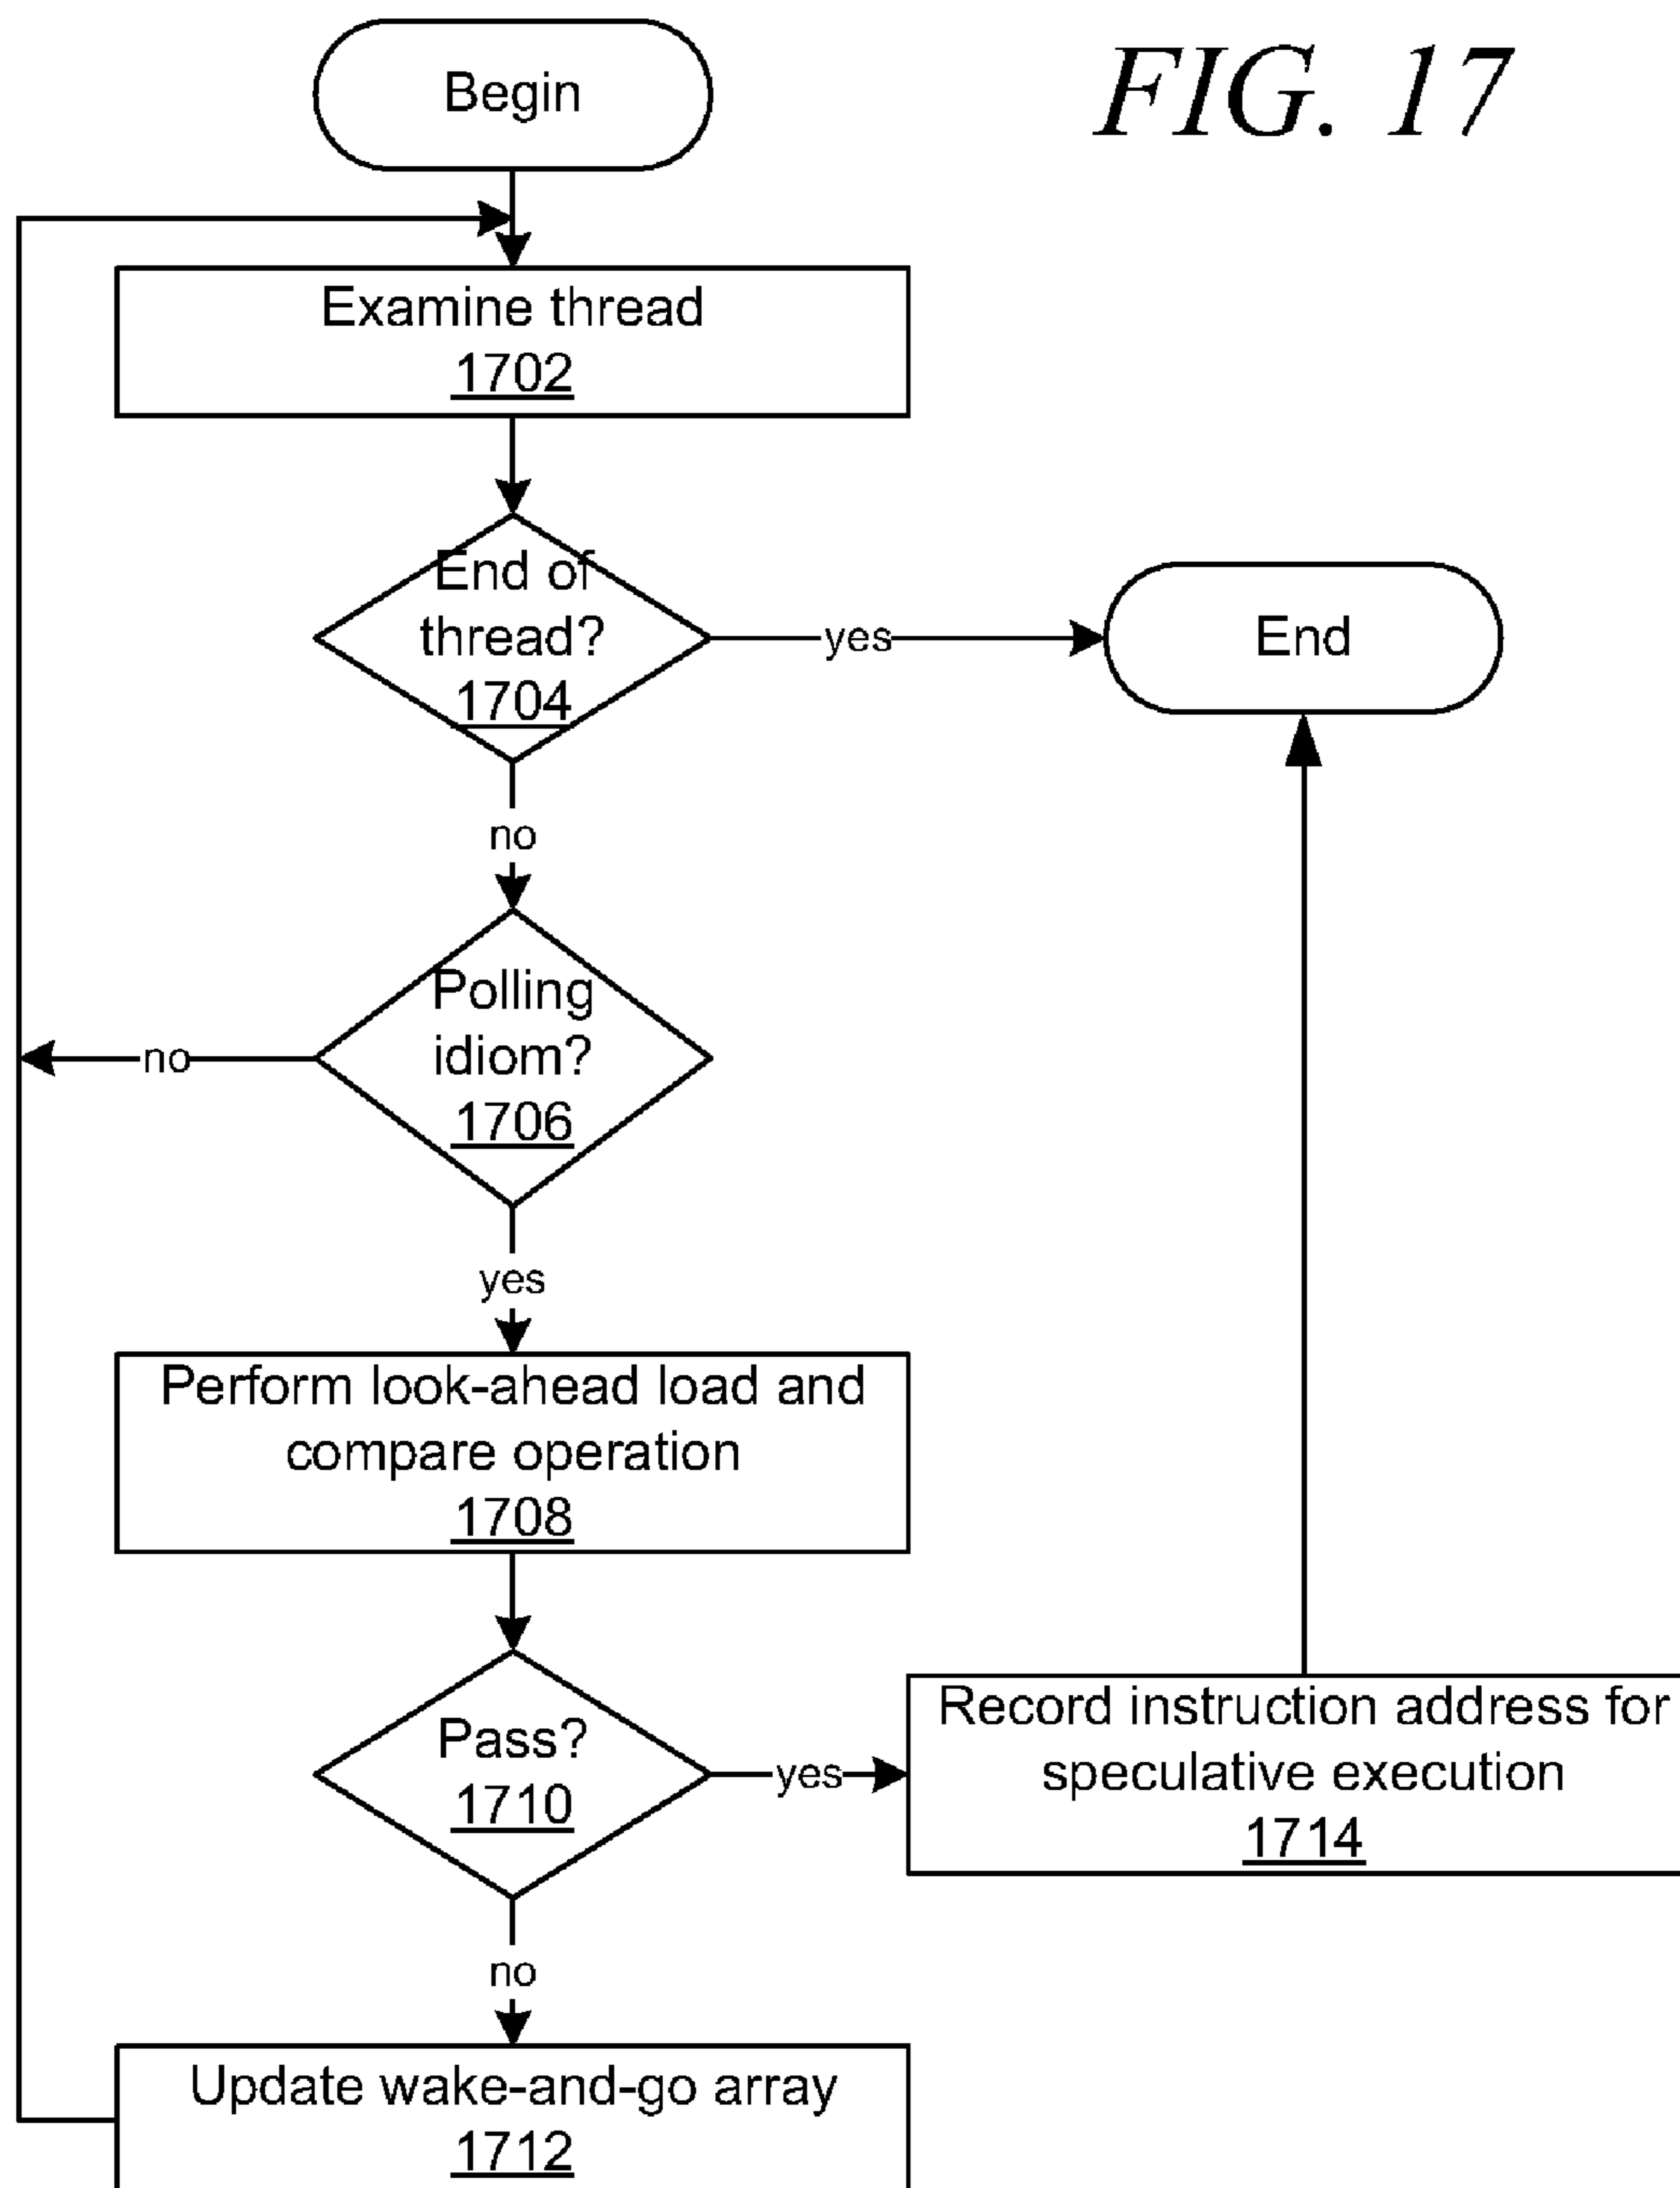 FIG. 17
Begin
Examine thread
1702
End of
thread?
1704
yes
End
no
Polling
idiom?
1706
no
yes
Perform look-ahead load and
compare operation
1708
Pass?
1710
yes
Record instruction address for
speculative execution
1714
no
Update wake-and-go array
1712